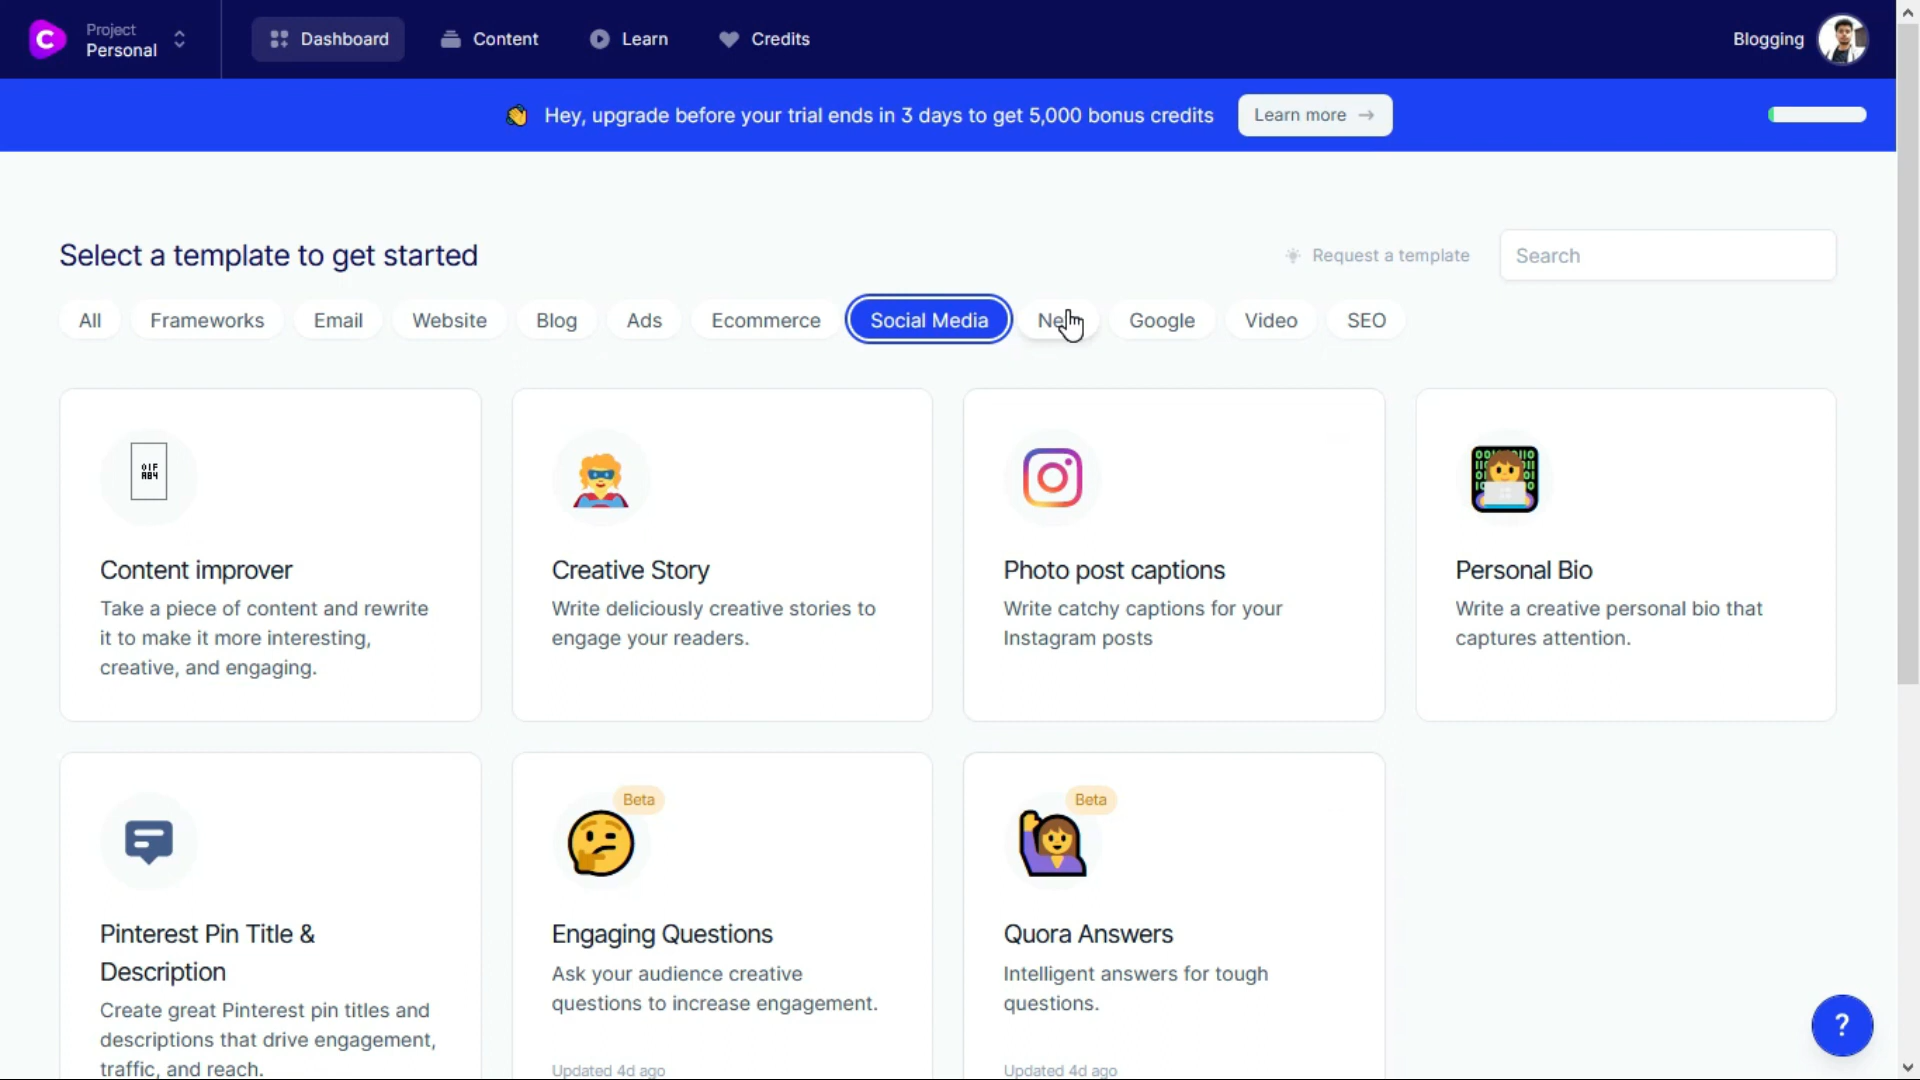 Project
Personal
Dashboard
Content
Learn
Credits
Blogging
Hey, upgrade before your trial ends in 3 days to get 5,000 bonus credits
Learn more →
Select a template to get started
Request a template
Search
All
Frameworks
Email
Website
Blog
Ads
Ecommerce
Social Media
Google
Video
SEO
Content improver
Take a piece of content and rewrite
it to make it more interesting,
creative, and engaging.
Creative Story
Write deliciously creative stories to
engage your readers.
Photo post captions
Write catchy captions for your
Instagram posts
Personal Bio
Write a creative personal bio that
captures attention.
Pinterest Pin Title &
Description
Create great Pinterest pin titles and
descriptions that drive engagement,
traffic, and reach.
Beta
Engaging Questions
Ask your audience creative
questions to increase engagement.
Updated 4d ago
Beta
Quora Answers
Intelligent answers for tough
questions.
Updated 4d ago
?